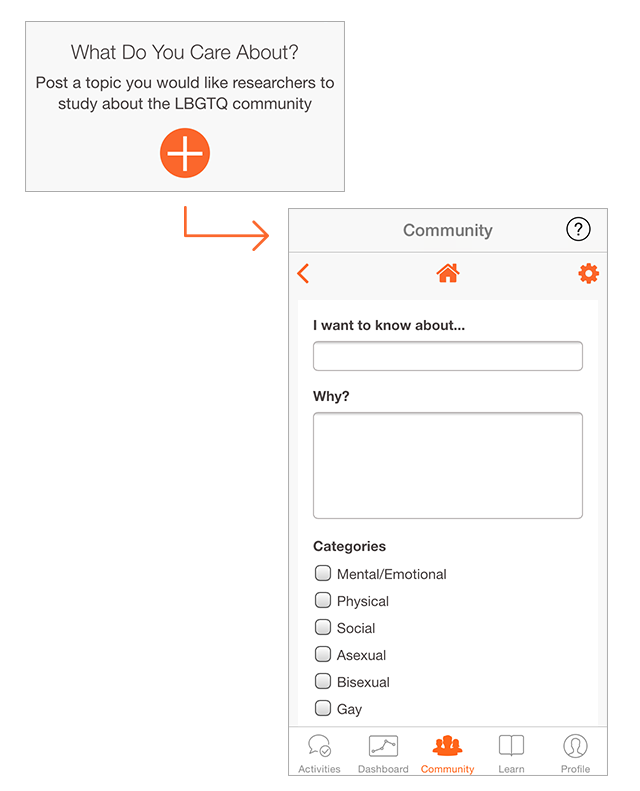 What Do You Care About?
Post a topic you would like researchers to
study about the LBGTQ community
Community
?
I want to know about...
Why?
Categories
Mental/Emotional
Physical
Social
Asexual
Bisexual
Gay
Activities
Dashboard
Community
Learn
Profile